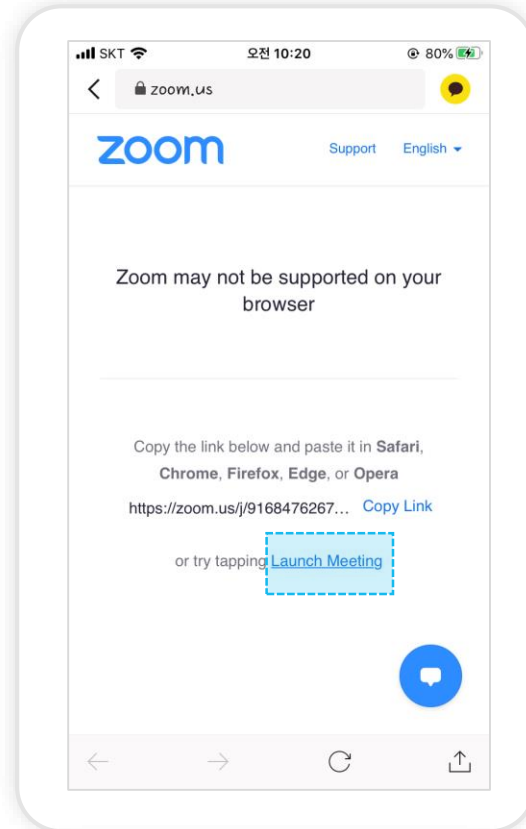 SKT 오전 10:20 80%
zoom.us
zoom Support English
Zoom may not be supported on your
browser
Copy the link below and paste it in Safari,
Chrome, Firefox, Edge, or Opera
https://zoom.us/j/9168476267... Copy Link
or try tapping Launch Meeting